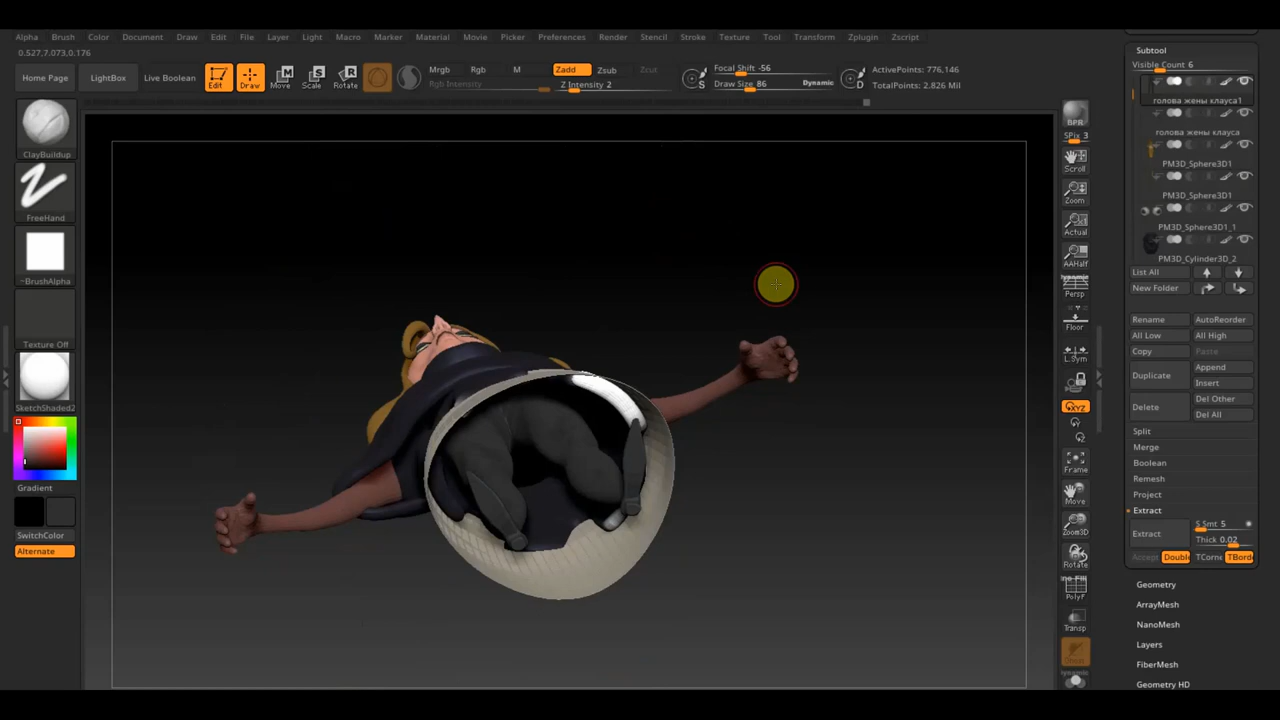 Alpha Brush Color Document Draw Edit File Layer Light Macro Marker Material Movie Picker Preferences Render Stencil Stroke Texture Tool Transform Zplugin Zscript
0.527,7.073,0.176
Home Page LightBox Live Boolean Edit Draw Move Scale Rotate
Mrgb Rgb M Zadd Zsub Zcut
Rgb Intensity Z Intensity 2
Focal Shift -56
Draw Size 86 Dynamic
ActivePoints: 776,146
TotalPoints: 2.826 Mil
S
D
ClayBuildup
FreeHand
~BrushAlpha
Texture Off
SketchShaded2
Gradient
SwitchColor
Alternate
BPR
SPix 3
Scroll
Zoom
Actual
AAHalf
Persp
Floor
L.Sym
XYZ
Y
Z
Frame
Move
Zoom3D
Rotate
PolyF
Transp
Subtool
Visible Count 6
голова жены клауса1
голова жены клауса
PM3D_Sphere3D1
PM3D_Sphere3D1
PM3D_Sphere3D1_1
PM3D_Cylinder3D_2
List All
New Folder
Rename AutoReorder
All Low All High
Copy Paste
Duplicate Append
Insert
Delete Del Other
Del All
Split
Merge
Boolean
Remesh
Project
Extract
Extract S Smt 5
Thick 0.02
Accept Double TCorne TBorde
Geometry
ArrayMesh
NanoMesh
Layers
FiberMesh
Geometry HD